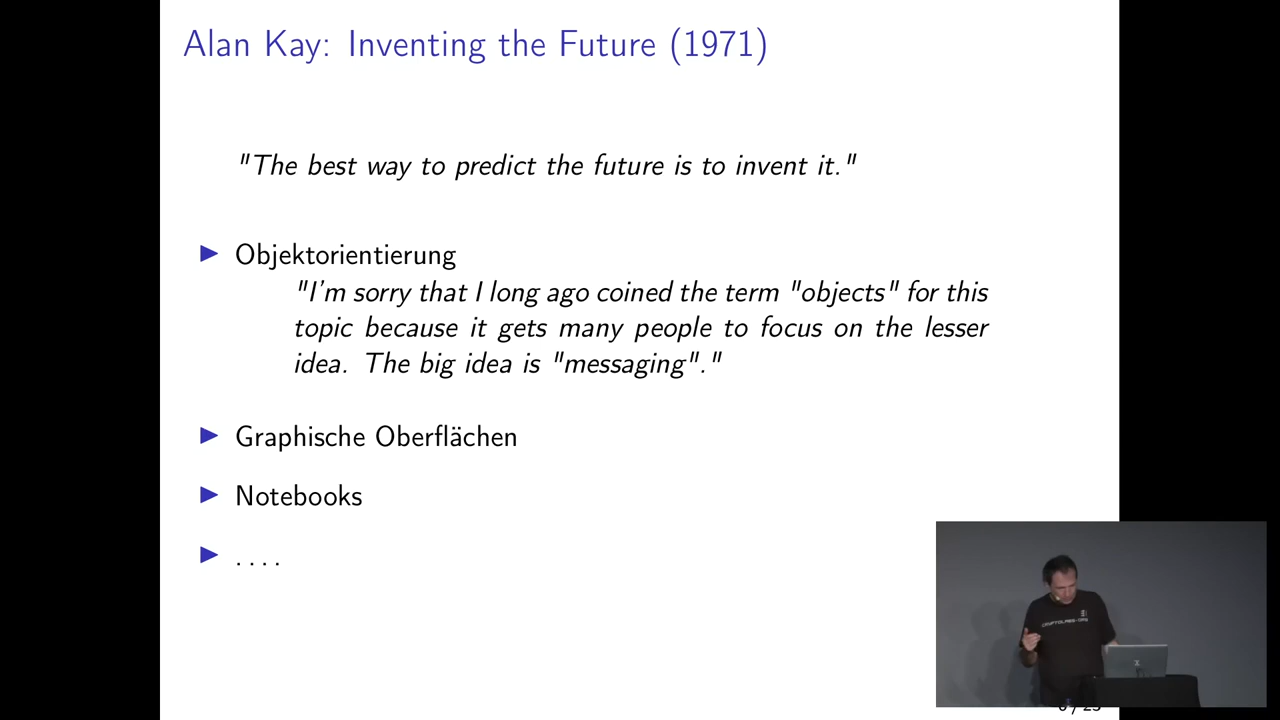 Alan Kay: Inventing the Future (1971)
"The best way to predict the future is to invent it."
▶ Objektorientierung
"I'm sorry that I long ago coined the term "objects" for this
topic because it gets many people to focus on the lesser
idea. The big idea is "messaging"."
▶ Graphische Oberflächen
▶ Notebooks
▶ . . . .